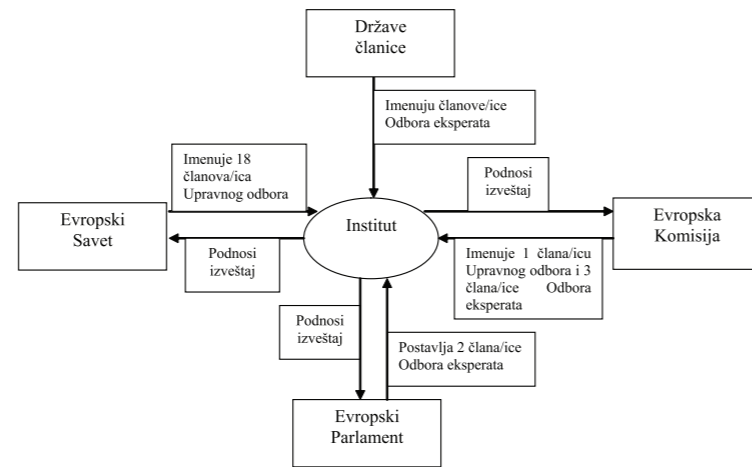 Države
članice
Imenuju članove/ice
Odbora eksperata
Imenuje 18
članova/ica
Upravnog odbora
Podnosi
izveštaj
Evropski
Savet
Institut
Evropska
Komisija
Podnosi
izveštaj
Imenuje 1 člana/icu
Upravnog odbora i 3
člana/ice Odbora
eksperata
Podnosi
izveštaj
Postavlja 2 člana/ice
Odbora eksperata
Evropski
Parlament